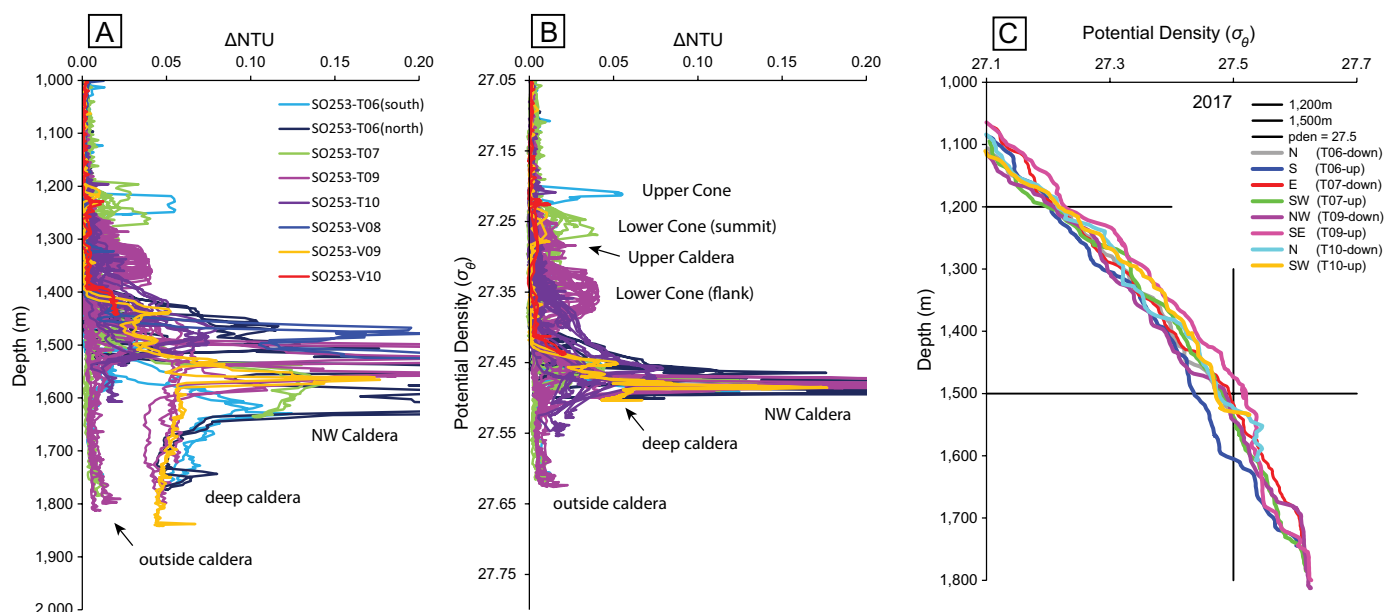 A
ΔNTU
0.00 0.05 0.10 0.15 0.20
1,000
1,100
1,200
1,300
1,400
1,500
1,600
1,700
1,800
1,900
2,000
Depth (m)
SO253-T06(south)
SO253-T06(north)
SO253-T07
SO253-T09
SO253-T10
SO253-V08
SO253-V09
SO253-V10
NW Caldera
deep caldera
outside caldera
B
ΔNTU
0.00 0.05 0.10 0.15 0.20
27.05
27.15
27.25
27.35
27.45
27.55
27.65
27.75
Potential Density (σθ)
Upper Cone
Lower Cone (summit)
Upper Caldera
Lower Cone (flank)
NW Caldera
deep caldera
outside caldera
C
Potential Density (σθ)
27.1 27.3 27.5 27.7
1,000
1,100
1,200
1,300
1,400
1,500
1,600
1,700
1,800
Depth (m)
2017
1,200m
1,500m
pden = 27.5
N (T06-down)
S (T06-up)
E (T07-down)
SW (T07-up)
NW (T09-down)
SE (T09-up)
N (T10-down)
SW (T10-up)